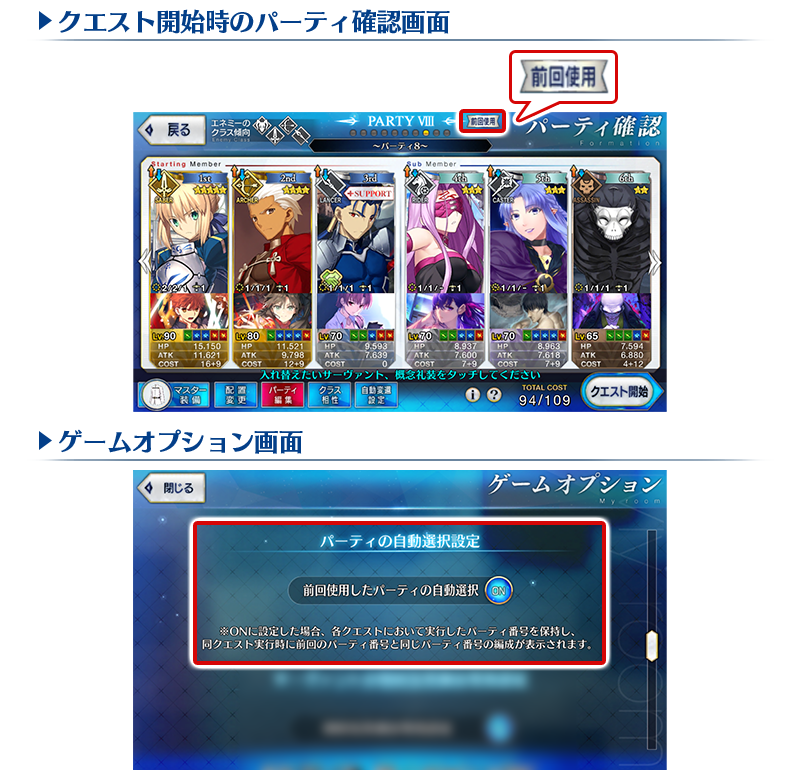 クエスト開始時のパーティ確認画面
前回使用
戻る
エネミーの
クラス傾向
PARTY Ⅷ
前回使用
パーティ確認
Formation
～パーティ8～
Starting Member
Sub Member
1st
2nd
3rd
4th
5th
6th
SABER
ARCHER
LANCER
+SUPPORT
RIDER
CASTER
ASSASSIN
Lv.90
Lv.80
Lv.70
Lv.70
Lv.70
Lv.65
HP 15,150
HP 11,521
HP 9,593
HP 8,937
HP 8,963
HP 7,594
ATK 11,621
ATK 9,798
ATK 7,639
ATK 7,600
ATK 7,618
ATK 6,880
COST 16+9
COST 12+9
COST 0
COST 7+9
COST 7+9
COST 4+12
入れ替えたいサーヴァント、概念礼装をタッチしてください
マスター
装備
配置
変更
パーティ
編集
クラス
相性
自動変遷
設定
TOTAL COST
94/109
クエスト開始
ゲームオプション画面
閉じる
ゲームオプション
My room
パーティの自動選択設定
前回使用したパーティの自動選択
ON
※ONに設定した場合、各クエストにおいて実行したパーティ番号を保持し、
同クエスト実行時に前回のパーティ番号と同じパーティ番号の編成が表示されます。